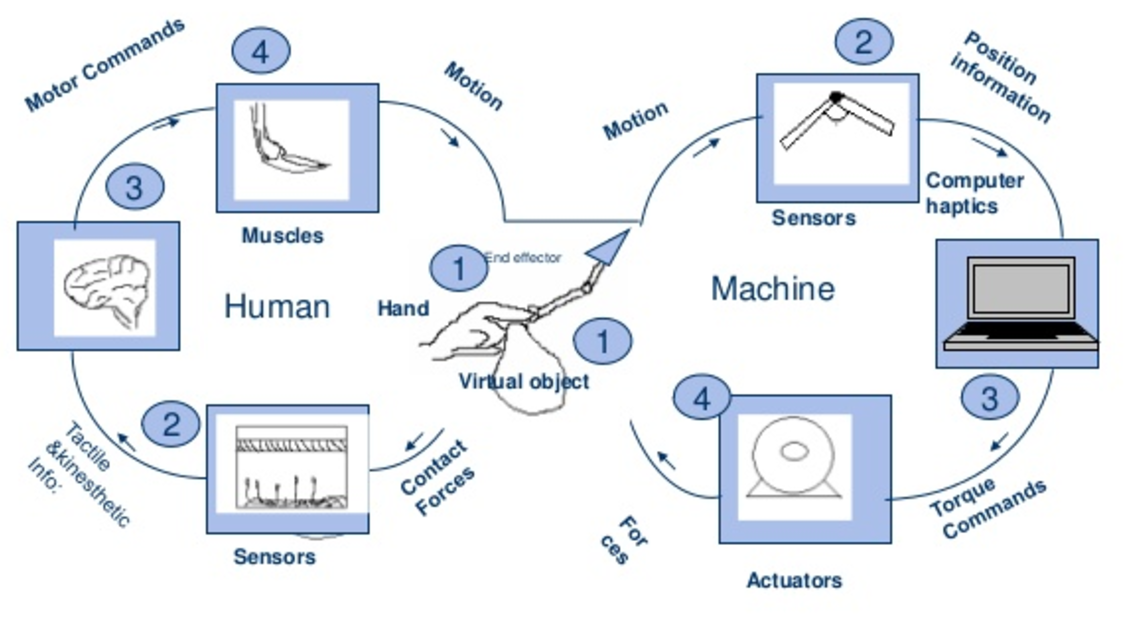 Motor Commands
4
Motion
Motion
2
Position
information
3
Muscles
Sensors
Computer
haptics
1
End effector
Human
Hand
Machine
1
Virtual object
4
3
2
Tactile
&kinesthetic
Info:
Contact
Forces
Sensors
For
ces
Torque
Commands
Actuators